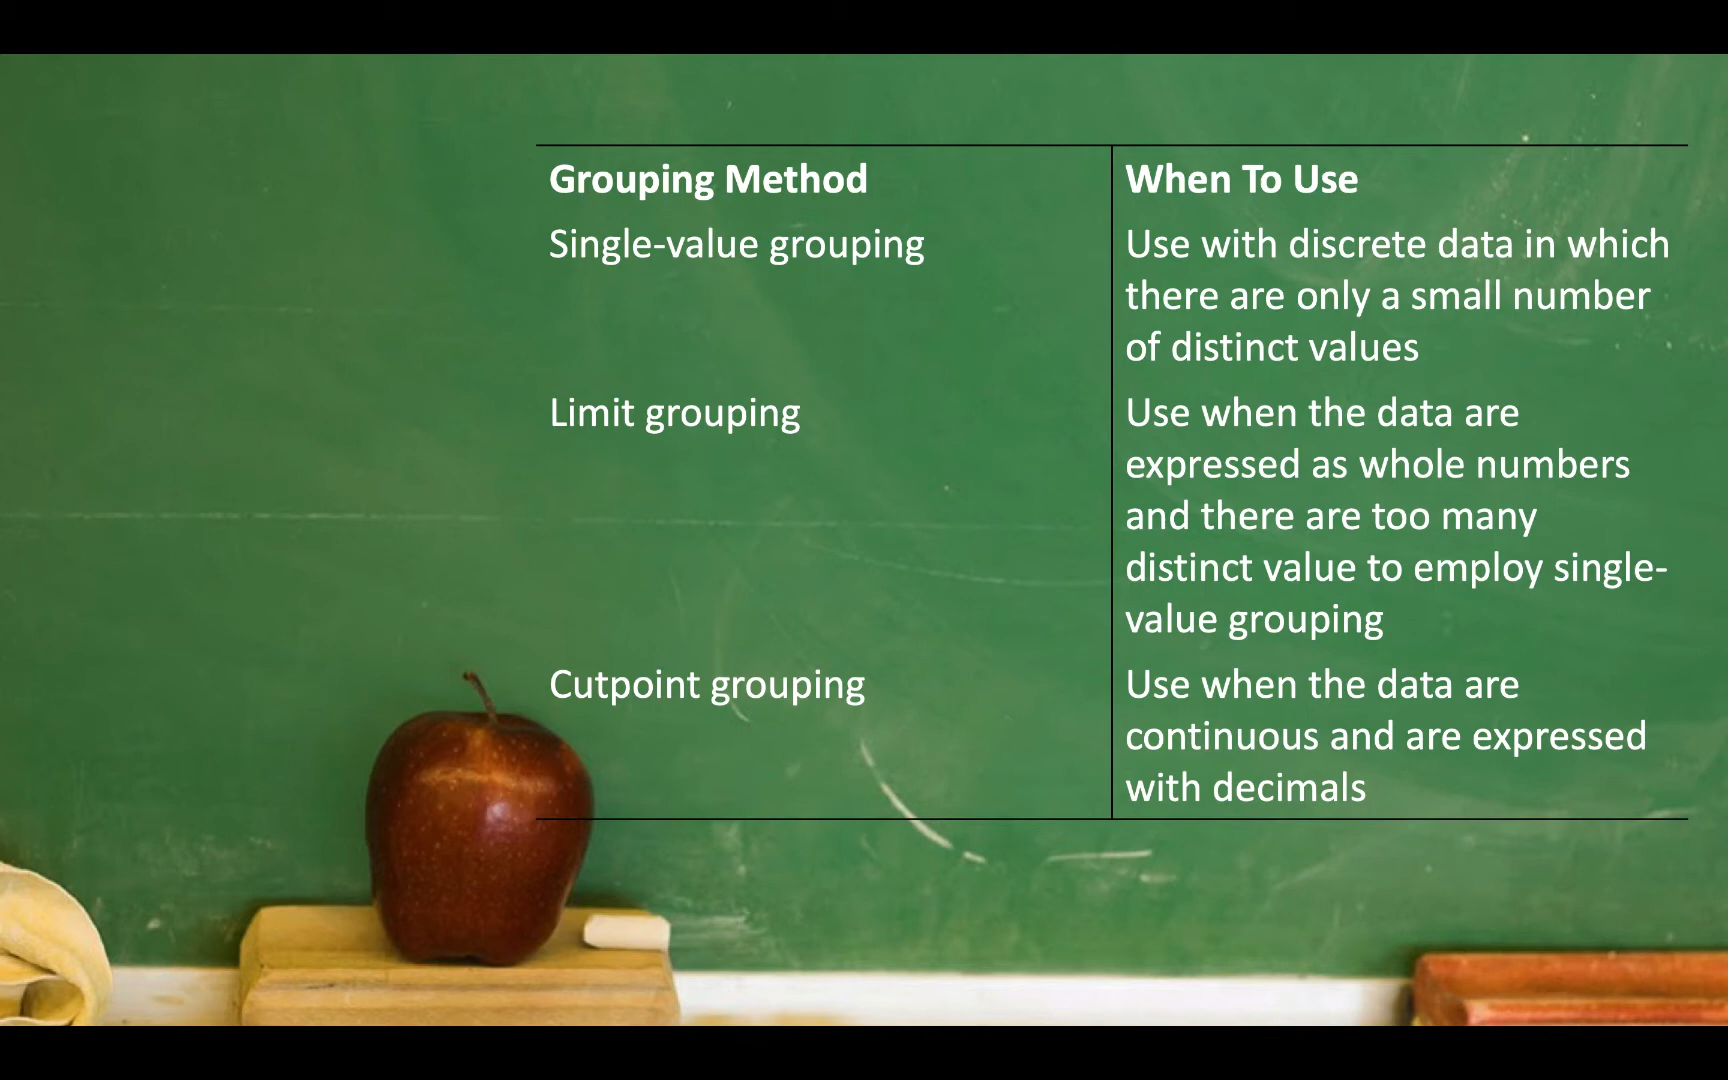 Grouping Method
When To Use
Single-value grouping
Use with discrete data in which
there are only a small number
of distinct values
Limit grouping
Use when the data are
expressed as whole numbers
and there are too many
distinct value to employ single-
value grouping
Cutpoint grouping
Use when the data are
continuous and are expressed
with decimals